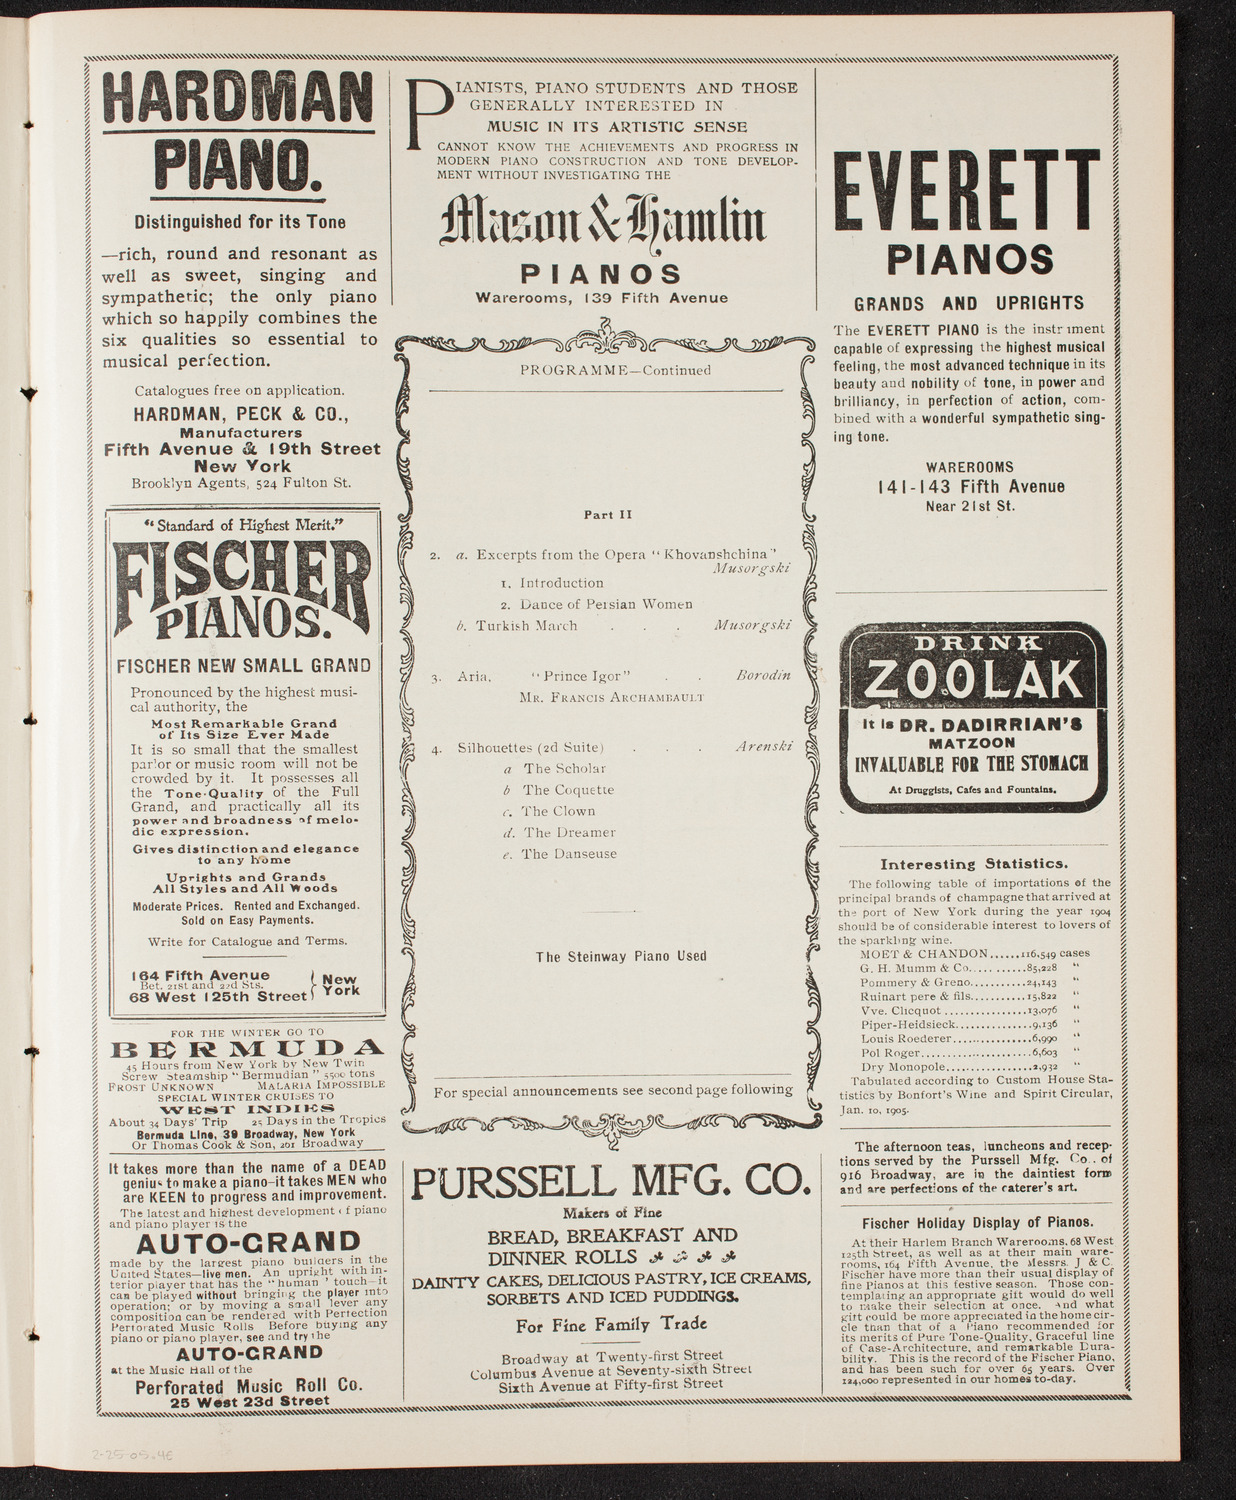 HARDMAN
PIANO.
Distinguished for its Tone
—rich, round and resonant as
well as sweet, singing and
sympathetic; the only piano
which so happily combines the
six qualities so essential to
musical perfection.
Catalogues free on application.
HARDMAN, PECK & CO.,
Manufacturers
Fifth Avenue & 19th Street
New York
Brooklyn Agents, 524 Fulton St.
"Standard of Highest Merit."
FISCHER
PIANOS.
FISCHER NEW SMALL GRAND
Pronounced by the highest musi-
cal authority, the
Most Remarkable Grand
of Its Size Ever Made
It is so small that the smallest
parlor or music room will not be
crowded by it. It possesses all
the Tone-Quality of the Full
Grand, and practically all its
power and broadness of melo-
dic expression.
Gives distinction and elegance
to any home
Uprights and Grands
All Styles and All Woods
Moderate Prices. Rented and Exchanged.
Sold on Easy Payments.
Write for Catalogue and Terms.
164 Fifth Avenue
Bet. 21st and 22d Sts.
68 West 125th Street
New
York
FOR THE WINTER GO TO
BERMUDA
45 Hours from New York by New Twin
Screw Steamship "Bermudian" 5500 tons
FROST UNKNOWN MALARIA IMPOSSIBLE
SPECIAL WINTER CRUISES TO
WEST INDIES
About 34 Days' Trip 25 Days in the Tropics
Bermuda Line, 39 Broadway, New York
Or Thomas Cook & Son, 261 Broadway
It takes more than the name of a DEAD
genius to make a piano—it takes MEN who
are KEEN to progress and improvement.
The latest and highest development of piano
and piano player is the
AUTO-GRAND
made by the largest piano builders in the
United States—live men. An upright with in-
terior player that has the "human" touch—it
can be played without bringing the player into
operation; or by moving a small lever any
composition can be rendered with Perfection
Perforated Music Rolls Before buying any
piano or piano player, see and try the
AUTO-GRAND
at the Music Hall of the
Perforated Music Roll Co.
25 West 23d Street
PIANISTS, PIANO STUDENTS AND THOSE
GENERALLY INTERESTED IN
MUSIC IN ITS ARTISTIC SENSE
CANNOT KNOW THE ACHIEVEMENTS AND PROGRESS IN
MODERN PIANO CONSTRUCTION AND TONE DEVELOP-
MENT WITHOUT INVESTIGATING THE
Mason & Hamlin
PIANOS
Warerooms, 139 Fifth Avenue
PROGRAMME—Continued
Part II
2. a. Excerpts from the Opera "Khovanshchina"
Musorgski
1. Introduction
2. Dance of Persian Women
b. Turkish March . . . Musorgski
3. Aria, "Prince Igor" . . Borodin
MR. FRANCIS ARCHAMBAULT
4. Silhouettes (2d Suite) . . . Arenski
a The Scholar
b The Coquette
c. The Clown
d. The Dreamer
e. The Danseuse
The Steinway Piano Used
For special announcements see second page following
PURSSELL MFG. CO.
Makers of Fine
BREAD, BREAKFAST AND
DINNER ROLLS
DAINTY CAKES, DELICIOUS PASTRY, ICE CREAMS,
SORBETS AND ICED PUDDINGS.
For Fine Family Trade
Broadway at Twenty-first Street
Columbus Avenue at Seventy-sixth Street
Sixth Avenue at Fifty-first Street
EVERETT
PIANOS
GRANDS AND UPRIGHTS
The EVERETT PIANO is the instrument
capable of expressing the highest musical
feeling, the most advanced technique in its
beauty and nobility of tone, in power and
brilliancy, in perfection of action, com-
bined with a wonderful sympathetic sing-
ing tone.
WAREROOMS
141-143 Fifth Avenue
Near 21st St.
DRINK
ZOOLAK
It Is DR. DADIRRIAN'S
MATZOON
INVALUABLE FOR THE STOMACH
At Druggists, Cafes and Fountains.
Interesting Statistics.
The following table of importations of the
principal brands of champagne that arrived at
the port of New York during the year 1904
should be of considerable interest to lovers of
the sparkling wine.
MOET & CHANDON......116,549 cases
G. H. Mumm & Co...........85,228 "
Pommery & Greno...........24,143 "
Ruinart pere & fils...........15,822 "
Vve. Clicquot ................13,076 "
Piper-Heidsieck...............9,136 "
Louis Roederer...............6,990 "
Pol Roger......................6,603 "
Dry Monopole.................2,932 "
Tabulated according to Custom House Sta-
tistics by Bonfort's Wine and Spirit Circular,
Jan. 10, 1905.
The afternoon teas, luncheons and recep-
tions served by the Purssell Mfg. Co., of
916 Broadway, are in the daintiest form
and are perfections of the caterer's art.
Fischer Holiday Display of Pianos.
At their Harlem Branch Warerooms, 68 West
125th Street, as well as at their main ware-
rooms, 164 Fifth Avenue, the Messrs. J & C.
Fischer have more than their usual display of
fine Pianos at this festive season. Those con-
templating an appropriate gift would do well
to make their selection at once. And what
gift could be more appreciated in the home cir-
cle than that of a Piano recommended for
its merits of Pure Tone-Quality, Graceful line
of Case-Architecture, and remarkable Dura-
bility. This is the record of the Fischer Piano,
and has been such for over 65 years. Over
124,000 represented in our homes to-day.
2-25-05.4E